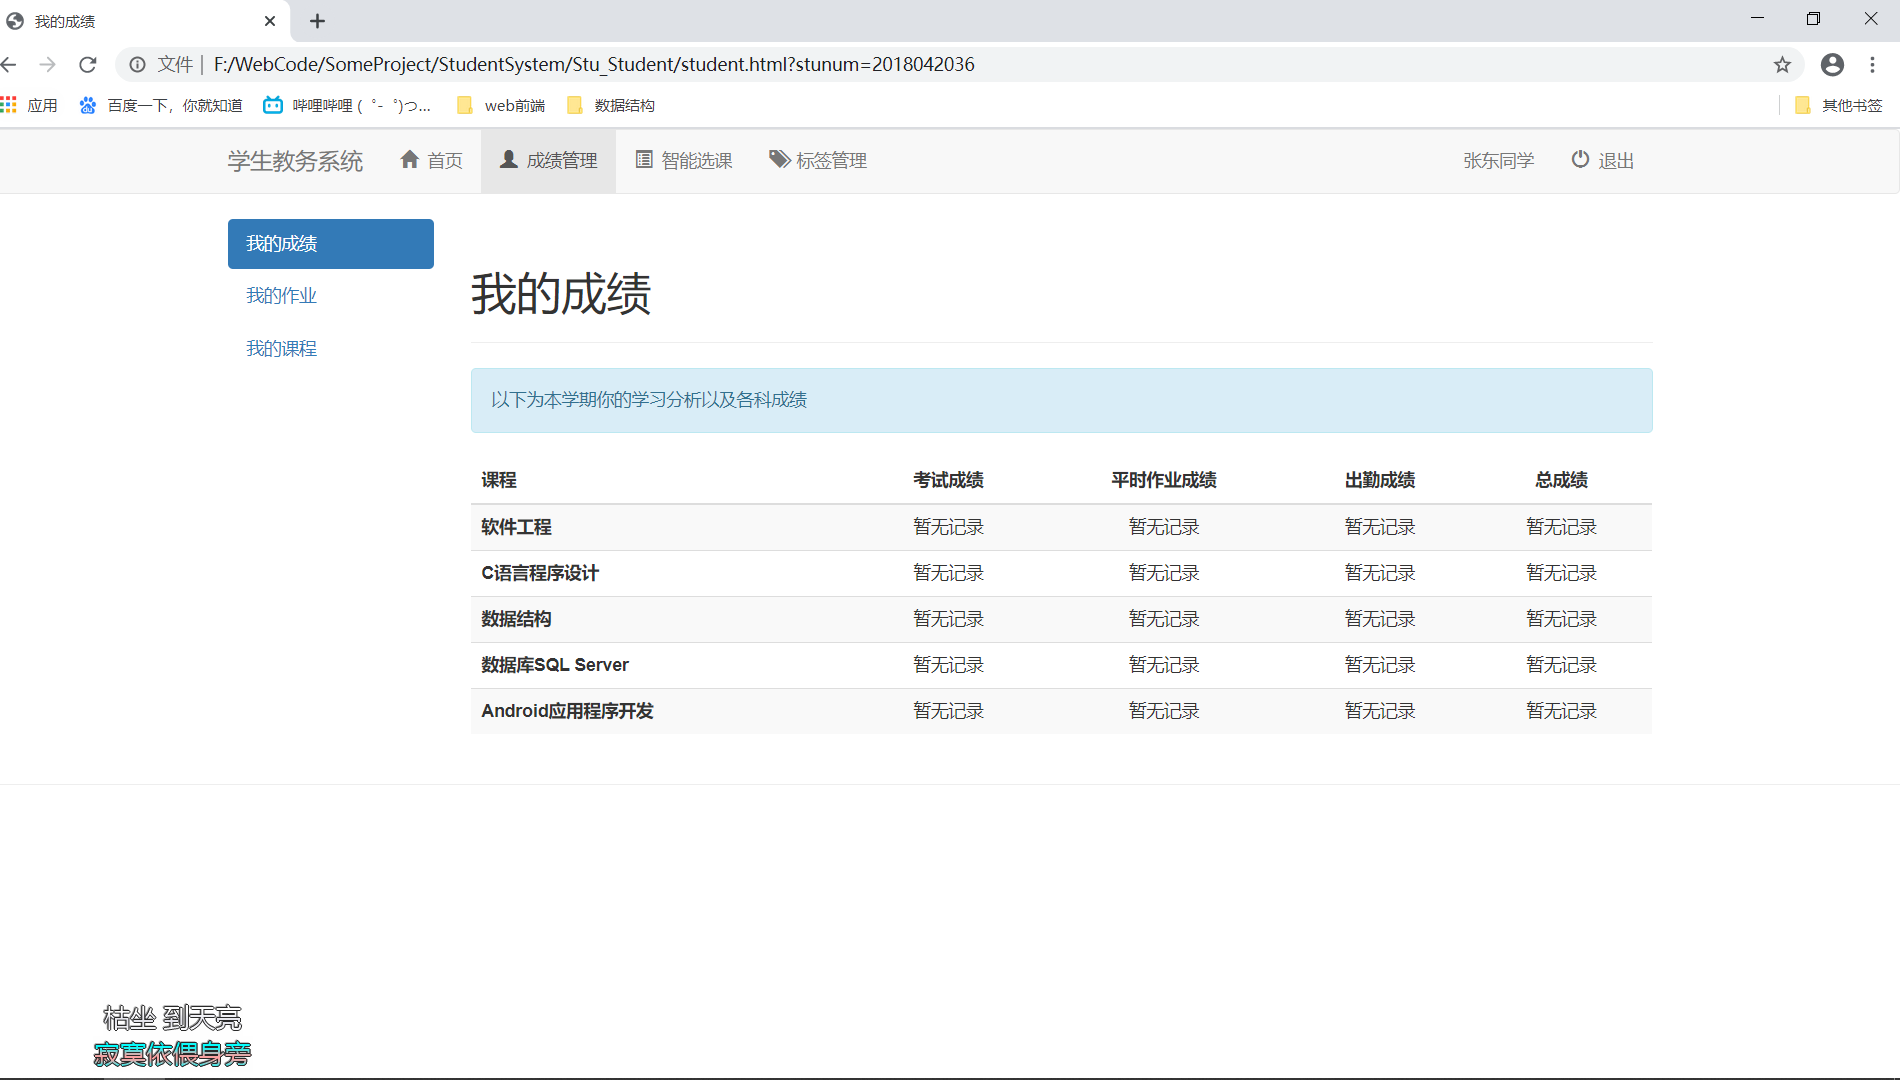 我的成绩
文件 | F:/WebCode/SomeProject/StudentSystem/Stu_Student/student.html?stunum=2018042036
应用 百度一下，你就知道 哔哩哔哩 ( ゜- ゜)つ... web前端 数据结构 其他书签
学生教务系统 首页 成绩管理 智能选课 标签管理 张东同学 退出
我的成绩
我的作业
我的课程
我的成绩
以下为本学期你的学习分析以及各科成绩
课程 考试成绩 平时作业成绩 出勤成绩 总成绩
软件工程 暂无记录 暂无记录 暂无记录 暂无记录
C语言程序设计 暂无记录 暂无记录 暂无记录 暂无记录
数据结构 暂无记录 暂无记录 暂无记录 暂无记录
数据库SQL Server 暂无记录 暂无记录 暂无记录 暂无记录
Android应用程序开发 暂无记录 暂无记录 暂无记录 暂无记录
枯坐 到天亮
寂寞依偎身旁